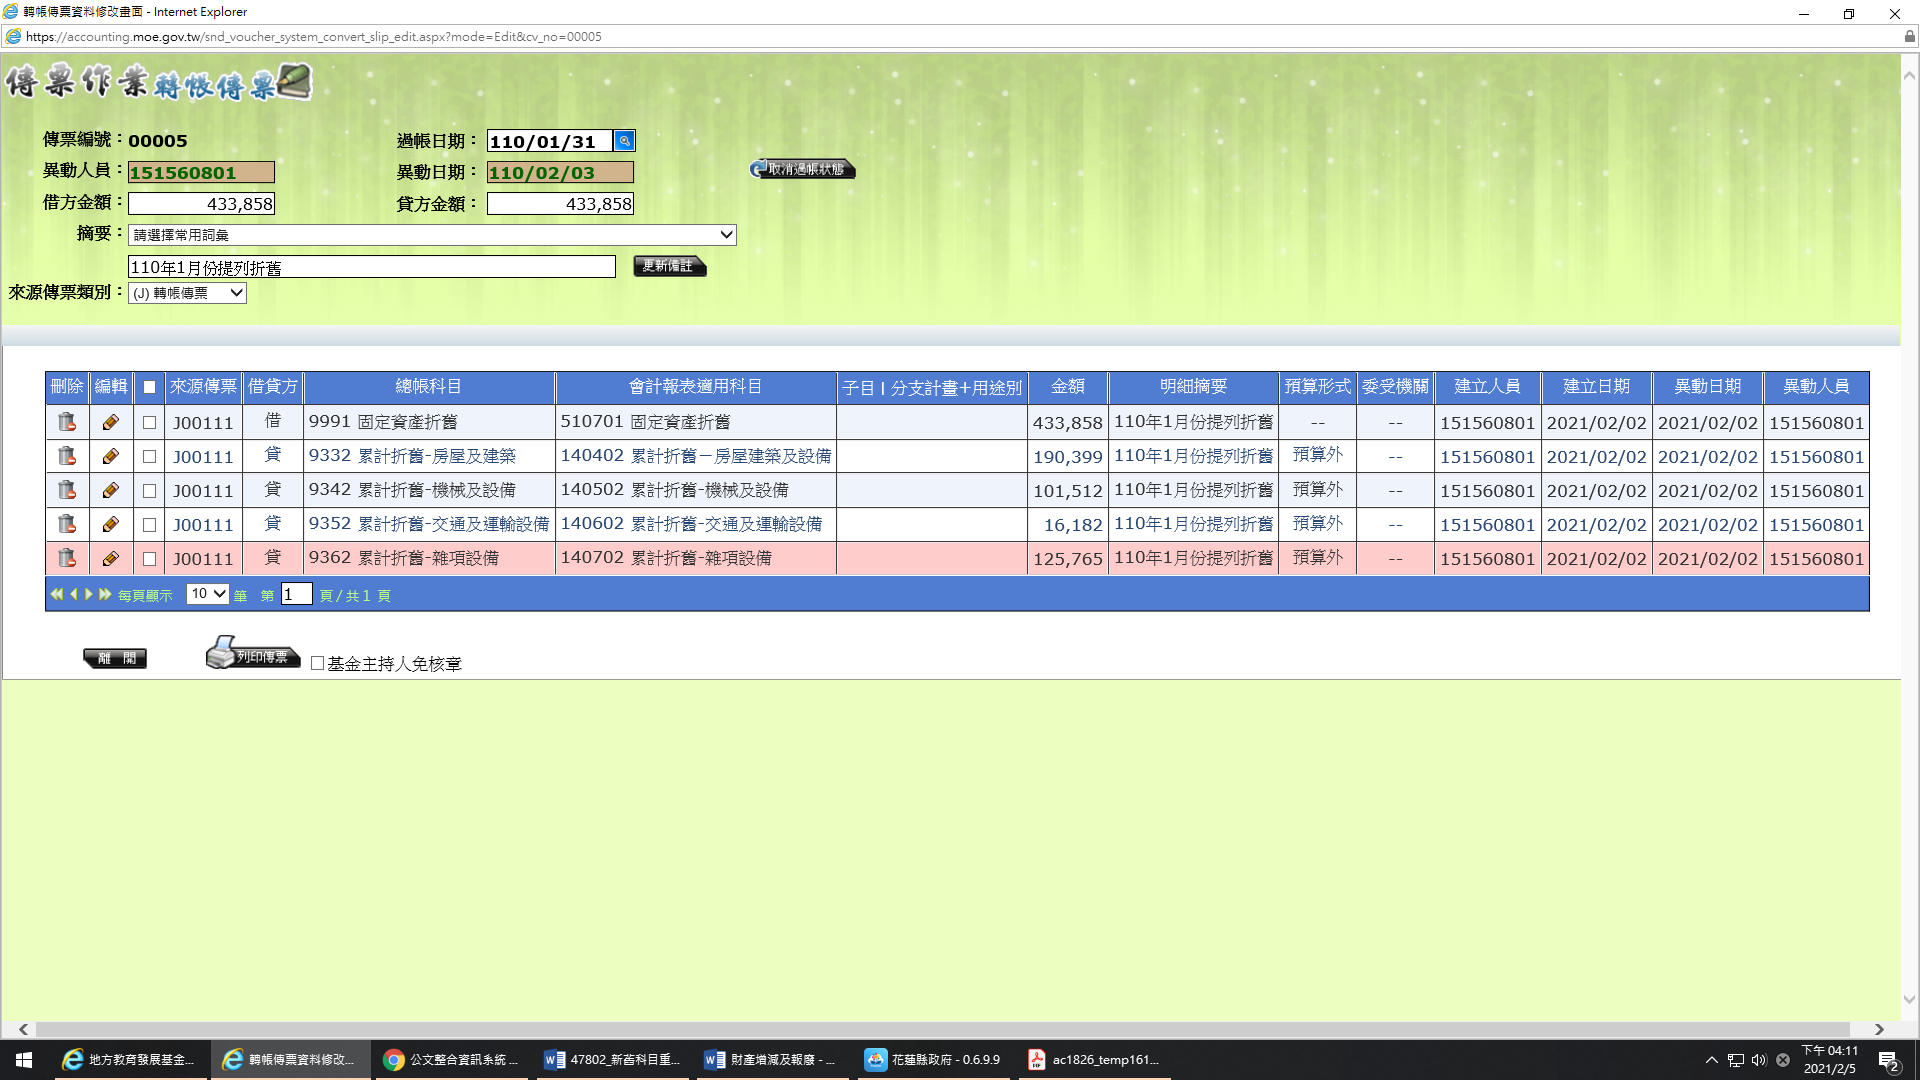 轉帳傳票資料修改畫面 - Internet Explorer
https://accounting.moe.gov.tw/snd_voucher_system_convert_slip_edit.aspx?mode=Edit&cv_no=00005
傳票作業 轉帳傳票
傳票編號：00005 過帳日期：110/01/31
異動人員：151560801 異動日期：110/02/03 取消過帳狀態
借方金額：433,858 貸方金額：433,858
摘要：請選擇常用詞彙
110年1月份提列折舊 更新備註
來源傳票類別：(J) 轉帳傳票
刪除 編輯 來源傳票 借貸方 總帳科目 會計報表適用科目 子目 | 分支計畫+用途別 金額 明細摘要 預算形式 委受機關 建立人員 建立日期 異動日期 異動人員
J00111 借 9991 固定資產折舊 510701 固定資產折舊 433,858 110年1月份提列折舊 -- -- 151560801 2021/02/02 2021/02/02 151560801
J00111 貸 9332 累計折舊-房屋及建築 140402 累計折舊－房屋建築及設備 190,399 110年1月份提列折舊 預算外 -- 151560801 2021/02/02 2021/02/02 151560801
J00111 貸 9342 累計折舊-機械及設備 140502 累計折舊-機械及設備 101,512 110年1月份提列折舊 預算外 -- 151560801 2021/02/02 2021/02/02 151560801
J00111 貸 9352 累計折舊-交通及運輸設備 140602 累計折舊-交通及運輸設備 16,182 110年1月份提列折舊 預算外 -- 151560801 2021/02/02 2021/02/02 151560801
J00111 貸 9362 累計折舊-雜項設備 140702 累計折舊-雜項設備 125,765 110年1月份提列折舊 預算外 -- 151560801 2021/02/02 2021/02/02 151560801
每頁顯示 10 筆 第 1 頁 / 共 1 頁
離 開 列印傳票 基金主持人免核章
地方教育發展基金... 轉帳傳票資料修改... 公文整合資訊系統 ... 47802_新舊科目重... 財產增減及報廢 - ... 花蓮縣政府 - 0.6.9.9 ac1826_temp161... 下午 04:11
2021/2/5 2